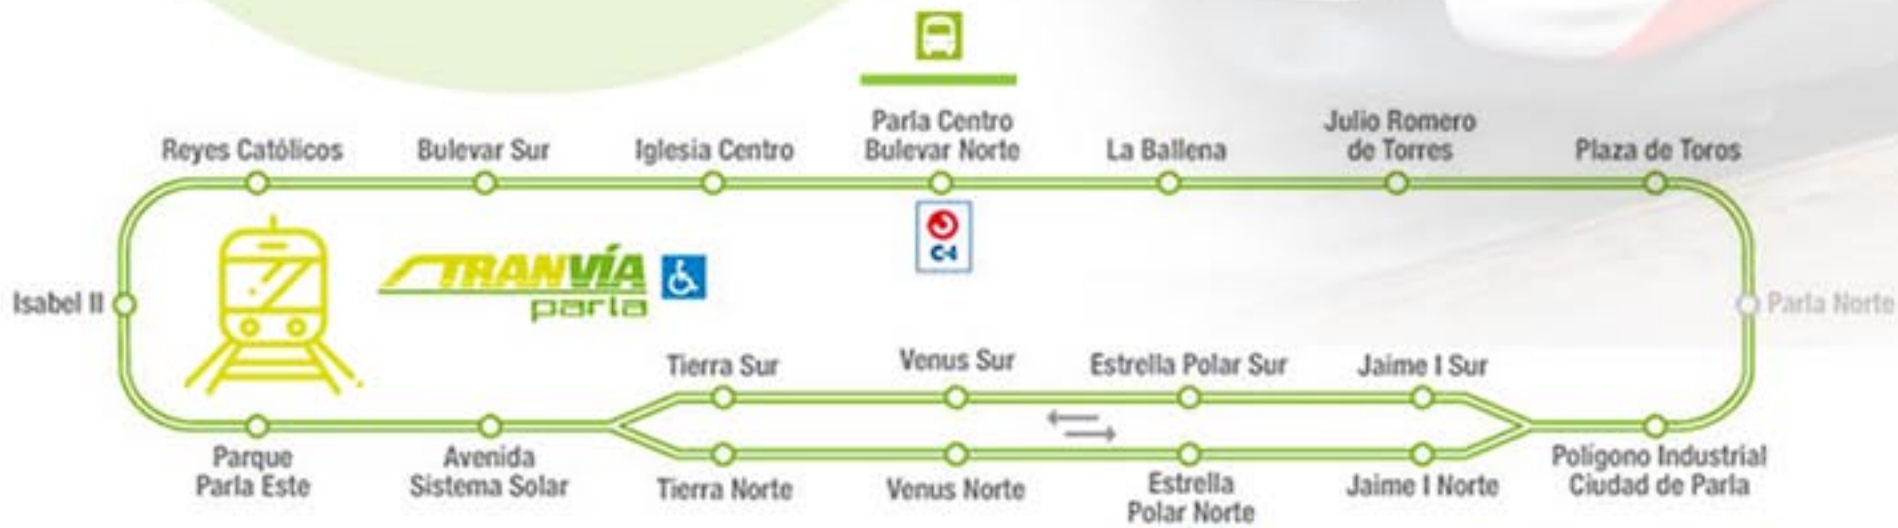 Parla Centro
Bulevar Norte
Reyes Católicos
Bulevar Sur
Iglesia Centro
La Ballena
Julio Romero
de Torres
Plaza de Toros
C-4
TRANVÍA
parla
Isabel II
Parla Norte
Tierra Sur
Venus Sur
Estrella Polar Sur
Jaime I Sur
Parque
Parla Este
Avenida
Sistema Solar
Tierra Norte
Venus Norte
Estrella
Polar Norte
Jaime I Norte
Polígono Industrial
Ciudad de Parla